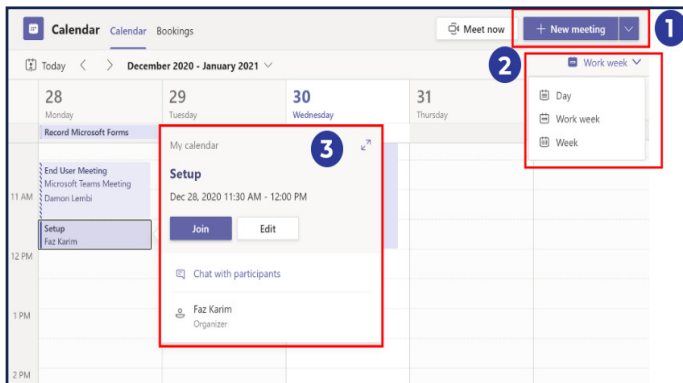 Calendar Calendar Bookings
Meet now
+ New meeting
1
Today < > December 2020 - January 2021
2
Work week
Day
Work week
Week
28
Monday
29
Tuesday
30
Wednesday
31
Thursday
Record Microsoft Forms
11 AM
12 PM
1 PM
2 PM
End User Meeting
Microsoft Teams Meeting
Damon Lembi
Setup
Faz Karim
My calendar
3
Setup
Dec 28, 2020 11:30 AM - 12:00 PM
Join Edit
Chat with participants
Faz Karim
Organizer